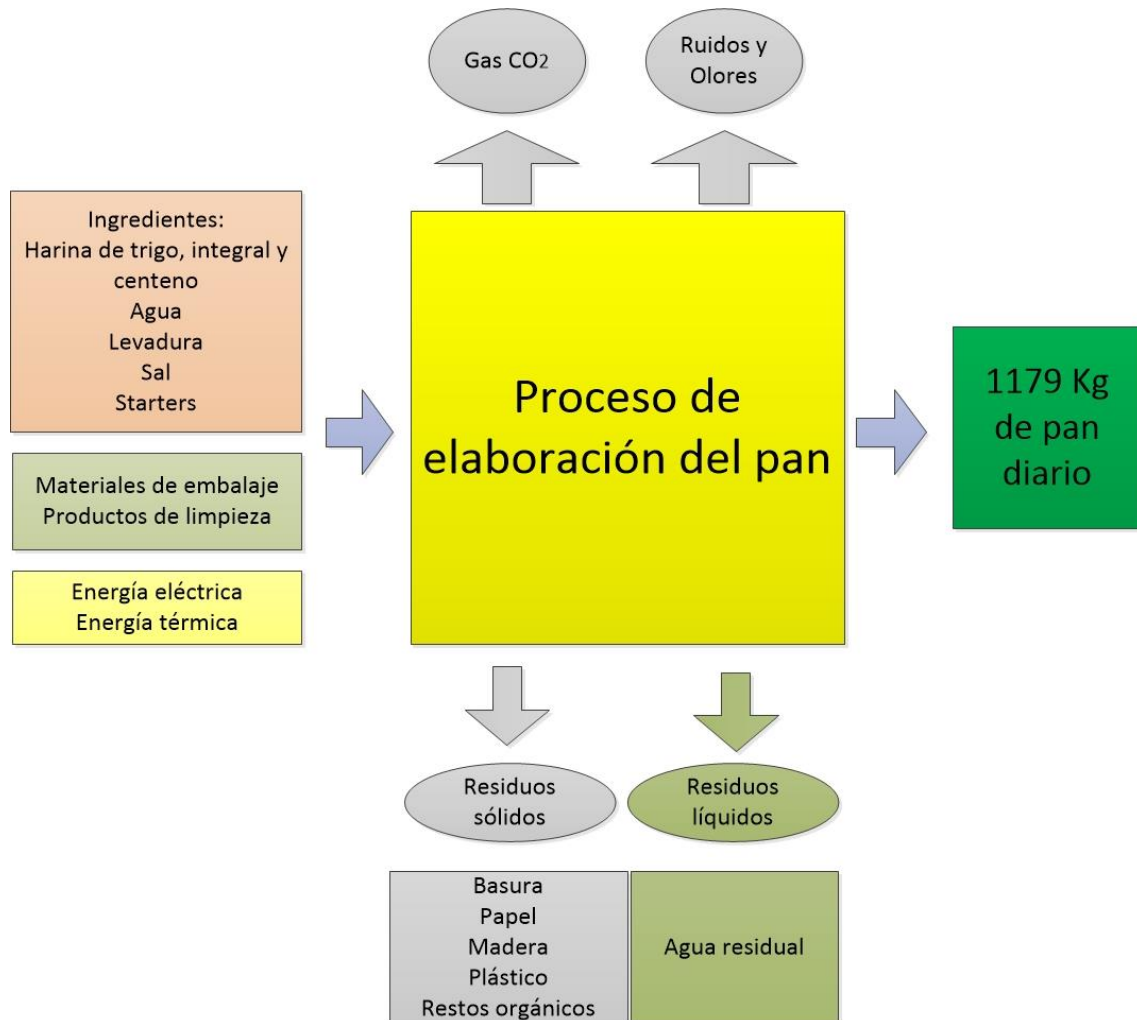 Gas CO2
Ruidos y
Olores
Ingredientes:
Harina de trigo, integral y
centeno
Agua
Levadura
Sal
Starters
Materiales de embalaje
Productos de limpieza
Energía eléctrica
Energía térmica
Proceso de
elaboración del pan
1179 Kg
de pan
diario
Residuos
sólidos
Residuos
líquidos
Basura
Papel
Madera
Plástico
Restos orgánicos
Agua residual